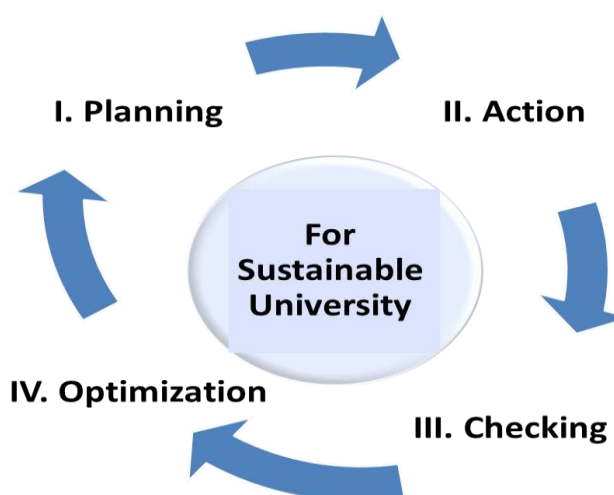 I. Planning
II. Action
For
Sustainable
University
IV. Optimization
III. Checking